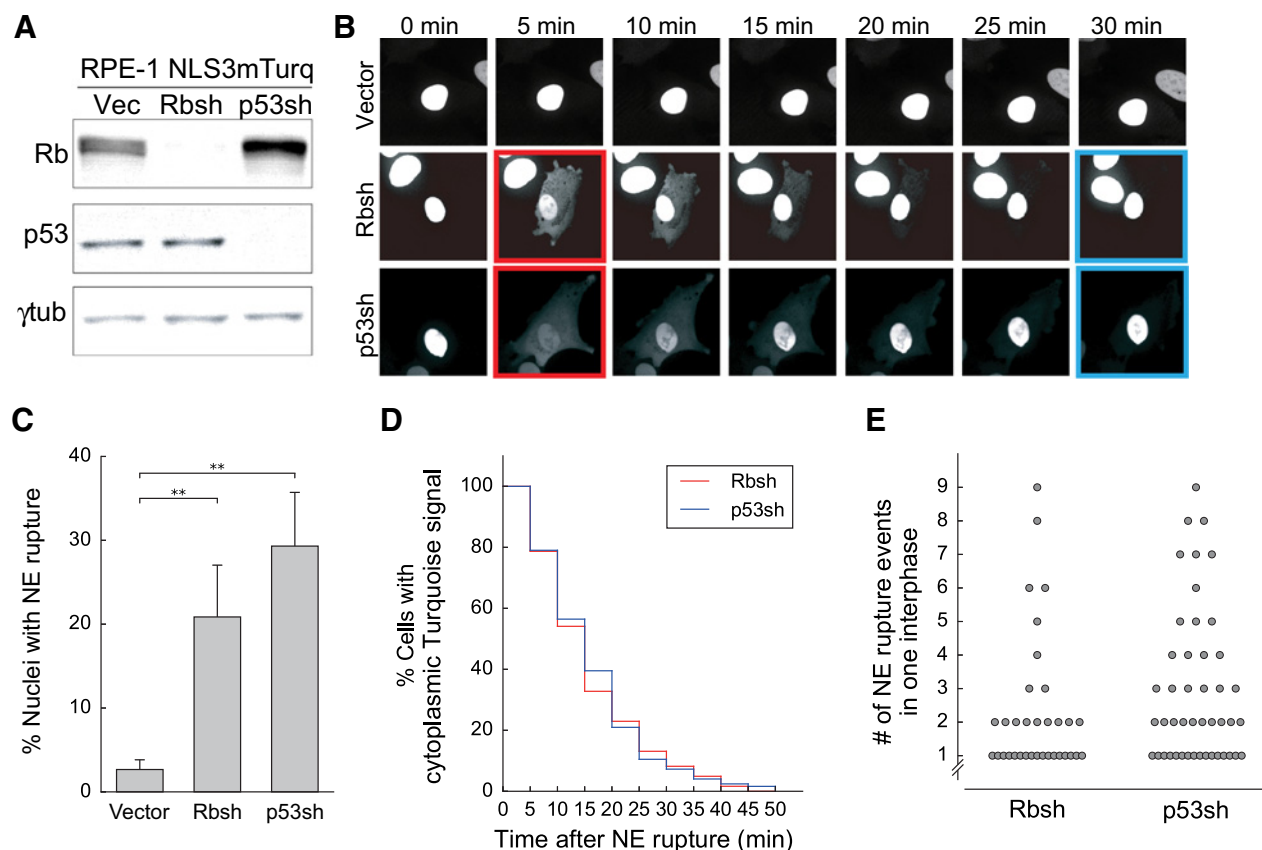 A
RPE-1 NLS3mTurq
Vec Rbsh p53sh
Rb
p53
γtub
B
0 min 5 min 10 min 15 min 20 min 25 min 30 min
Vector
Rbsh
p53sh
C
% Nuclei with NE rupture
40
30
20
10
0
**
**
Vector Rbsh p53sh
D
% Cells with
cytoplasmic Turquoise signal
100
80
60
40
20
0
Rbsh
p53sh
0 5 10 15 20 25 30 35 40 45 50
Time after NE rupture (min)
E
# of NE rupture events
in one interphase
9
8
7
6
5
4
3
2
1
Rbsh p53sh